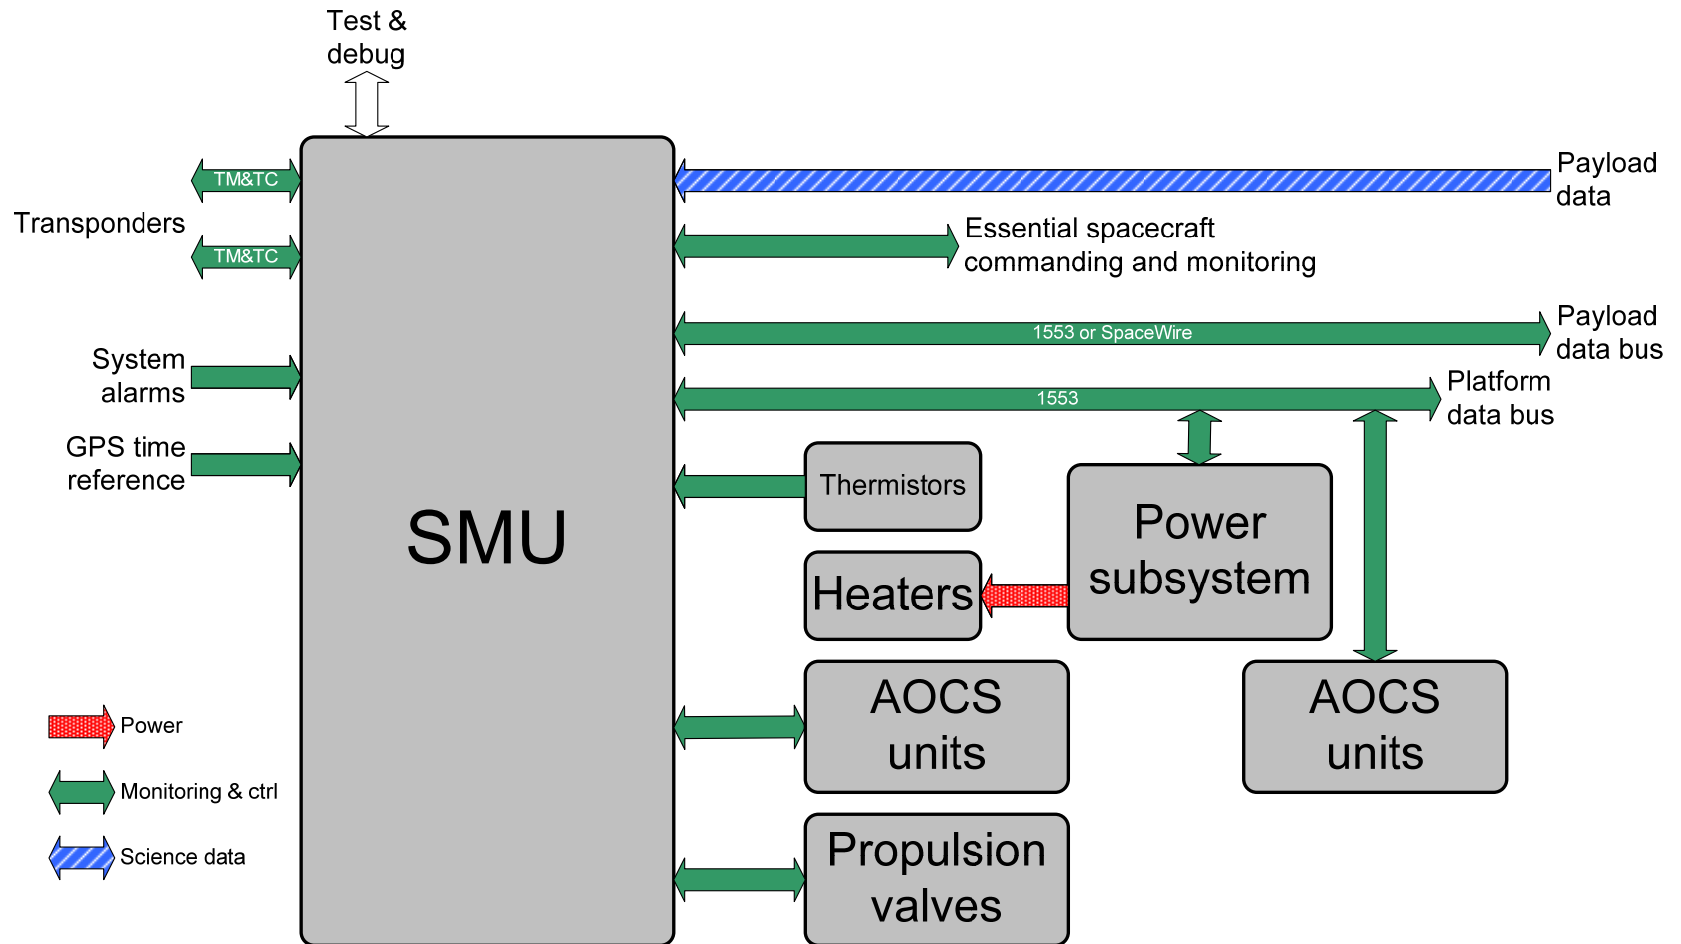 Test &
debug
TM&TC
Transponders
TM&TC
System
alarms
GPS time
reference
SMU
Payload
data
Essential spacecraft
commanding and monitoring
1553 or SpaceWire
Payload
data bus
1553
Platform
data bus
Thermistors
Power
subsystem
Heaters
AOCS
units
AOCS
units
Propulsion
valves
Power
Monitoring & ctrl
Science data